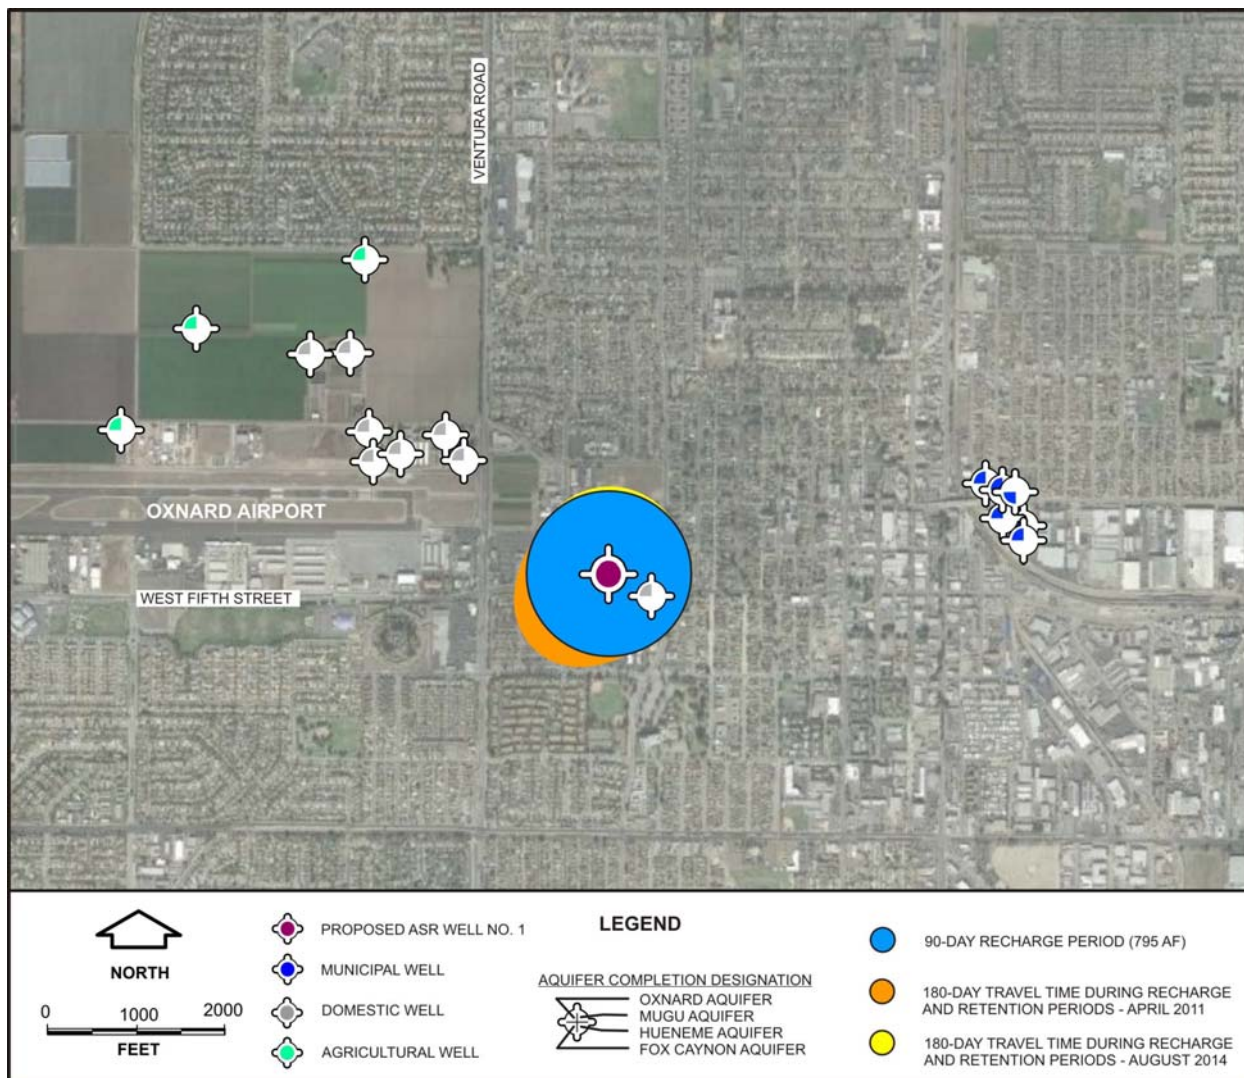 VENTURA ROAD
OXNARD AIRPORT
WEST FIFTH STREET
NORTH
0 1000 2000
FEET
PROPOSED ASR WELL NO. 1
MUNICIPAL WELL
DOMESTIC WELL
AGRICULTURAL WELL
LEGEND
AQUIFER COMPLETION DESIGNATION
OXNARD AQUIFER
MUGU AQUIFER
HUENEME AQUIFER
FOX CAYNON AQUIFER
90-DAY RECHARGE PERIOD (795 AF)
180-DAY TRAVEL TIME DURING RECHARGE
AND RETENTION PERIODS - APRIL 2011
180-DAY TRAVEL TIME DURING RECHARGE
AND RETENTION PERIODS - AUGUST 2014